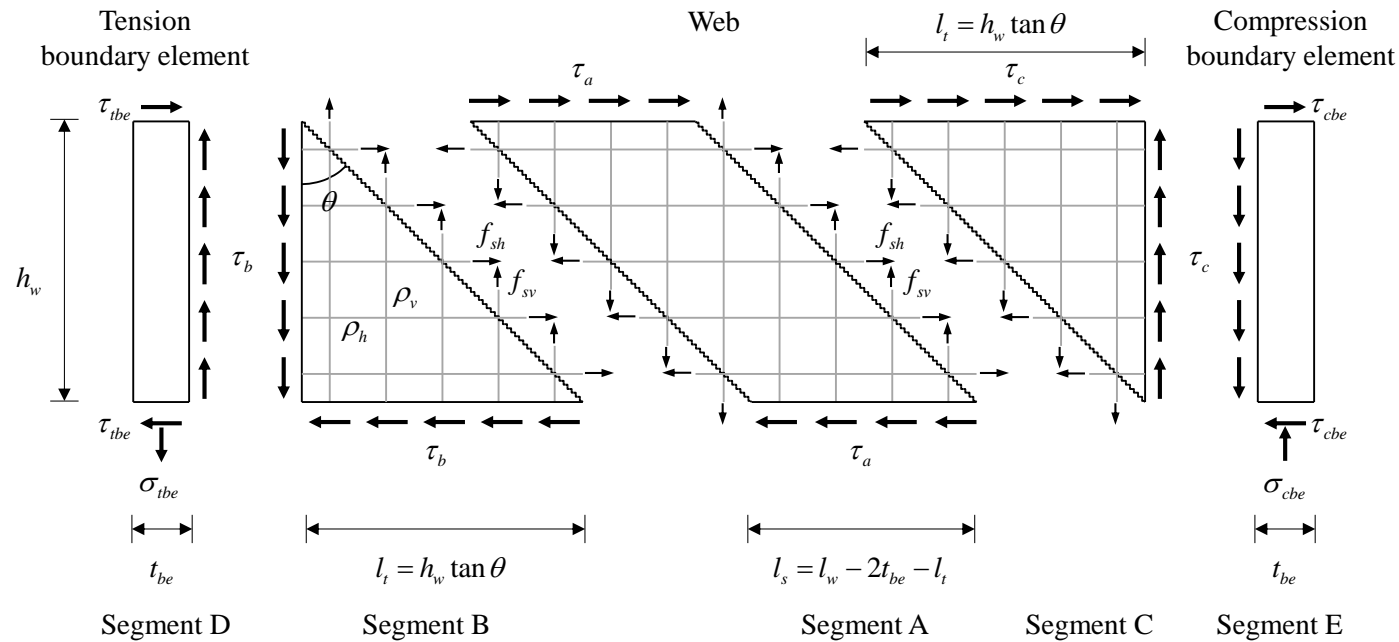 Tension
boundary element
Web
l_t = h_w tan θ
Compression
boundary element
τ_a
τ_c
τ_tbe
τ_cbe
θ
h_w
τ_b
f_sh
f_sv
ρ_v
ρ_h
f_sh
f_sv
τ_c
τ_tbe
σ_tbe
τ_b
τ_a
τ_cbe
σ_cbe
t_be
l_t = h_w tan θ
l_s = l_w − 2t_be − l_t
t_be
Segment D
Segment B
Segment A
Segment C
Segment E